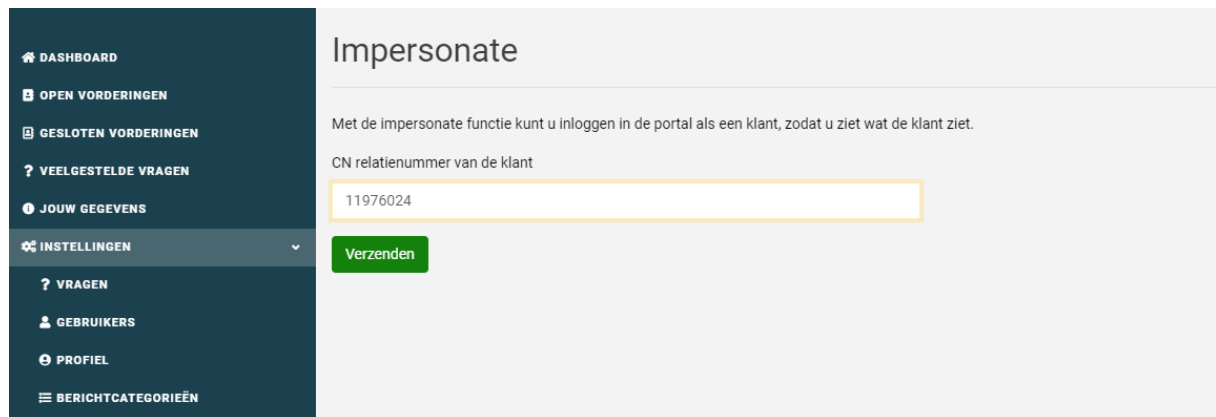 DASHBOARD
OPEN VORDERINGEN
GESLOTEN VORDERINGEN
VEELGESTELDE VRAGEN
JOUW GEGEVENS
INSTELLINGEN
VRAGEN
GEBRUIKERS
PROFIEL
BERICHTCATEGORIEËN
Impersonate
Met de impersonate functie kunt u inloggen in de portal als een klant, zodat u ziet wat de klant ziet.
CN relatienummer van de klant
11976024
Verzenden